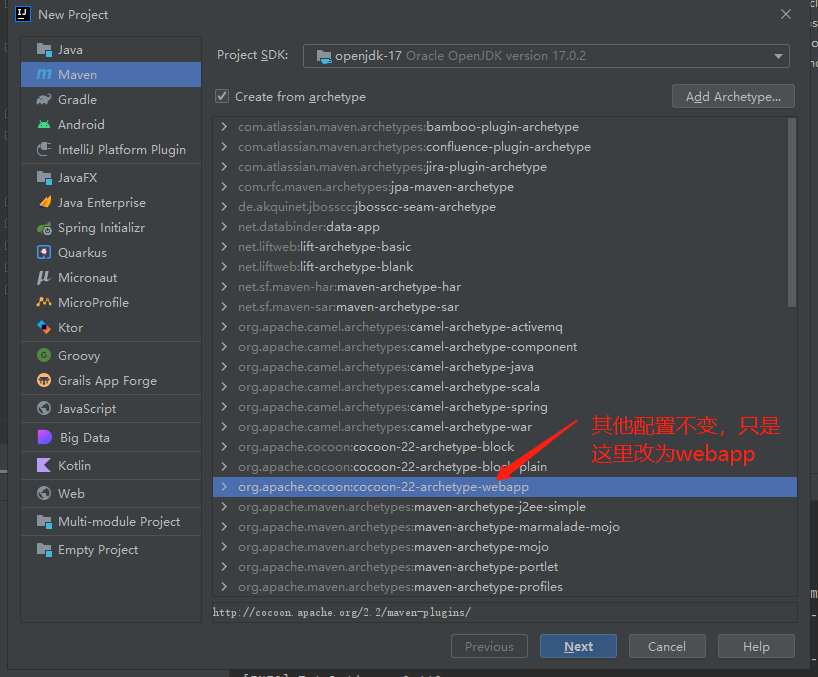 New Project
Java
Maven
Gradle
Android
IntelliJ Platform Plugin
JavaFX
Java Enterprise
Spring Initializr
Quarkus
Micronaut
MicroProfile
Ktor
Groovy
Grails App Forge
JavaScript
Big Data
Kotlin
Web
Multi-module Project
Empty Project
Project SDK: openjdk-17 Oracle OpenJDK version 17.0.2
Create from archetype
Add Archetype...
com.atlassian.maven.archetypes:bamboo-plugin-archetype
com.atlassian.maven.archetypes:confluence-plugin-archetype
com.atlassian.maven.archetypes:jira-plugin-archetype
com.rfc.maven.archetypes:jpa-maven-archetype
de.akquinet.jbosscc:jbosscc-seam-archetype
net.databinder:data-app
net.liftweb:lift-archetype-basic
net.liftweb:lift-archetype-blank
net.sf.maven-har:maven-archetype-har
net.sf.maven-sar:maven-archetype-sar
org.apache.camel.archetypes:camel-archetype-activemq
org.apache.camel.archetypes:camel-archetype-component
org.apache.camel.archetypes:camel-archetype-java
org.apache.camel.archetypes:camel-archetype-scala
org.apache.camel.archetypes:camel-archetype-spring
org.apache.camel.archetypes:camel-archetype-war
org.apache.cocoon:cocoon-22-archetype-block
org.apache.cocoon:cocoon-22-archetype-block-plain
org.apache.cocoon:cocoon-22-archetype-webapp
org.apache.maven.archetypes:maven-archetype-j2ee-simple
org.apache.maven.archetypes:maven-archetype-marmalade-mojo
org.apache.maven.archetypes:maven-archetype-mojo
org.apache.maven.archetypes:maven-archetype-portlet
org.apache.maven.archetypes:maven-archetype-profiles
其他配置不变，只是
这里改为webapp
http://cocoon.apache.org/2.2/maven-plugins/
Previous
Next
Cancel
Help